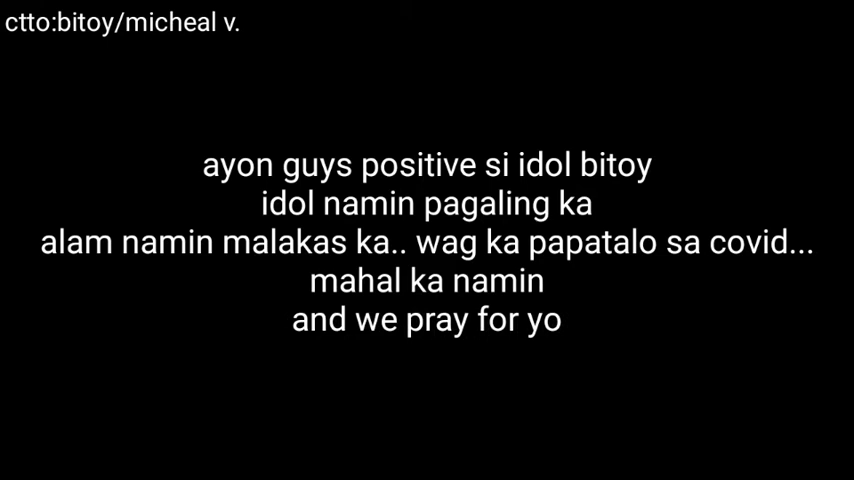 ctto:bitoy/micheal v.
ayon guys positive si idol bitoy
idol namin pagaling ka
alam namin malakas ka.. wag ka papatalo sa covid...
mahal ka namin
and we pray for yo